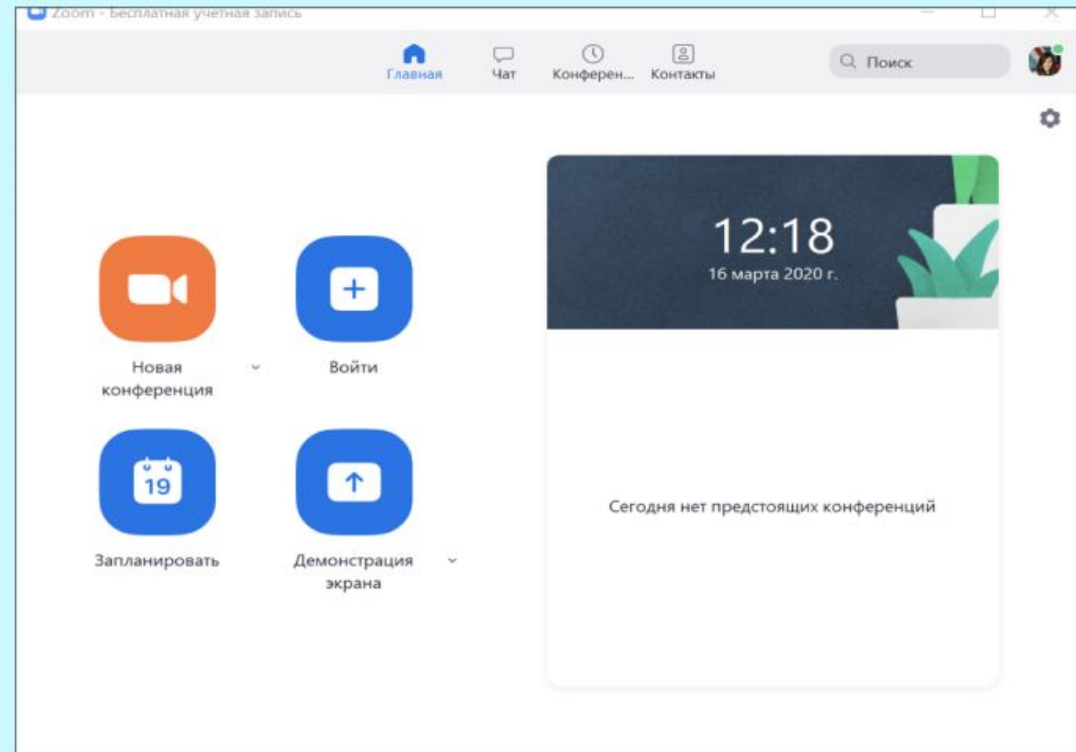 Zoom - Бесплатная учетная запись
Главная
Чат
Конферен...
Контакты
Поиск
12:18
16 марта 2020 г.
Новая
конференция
Войти
19
Запланировать
Демонстрация
экрана
Сегодня нет предстоящих конференций